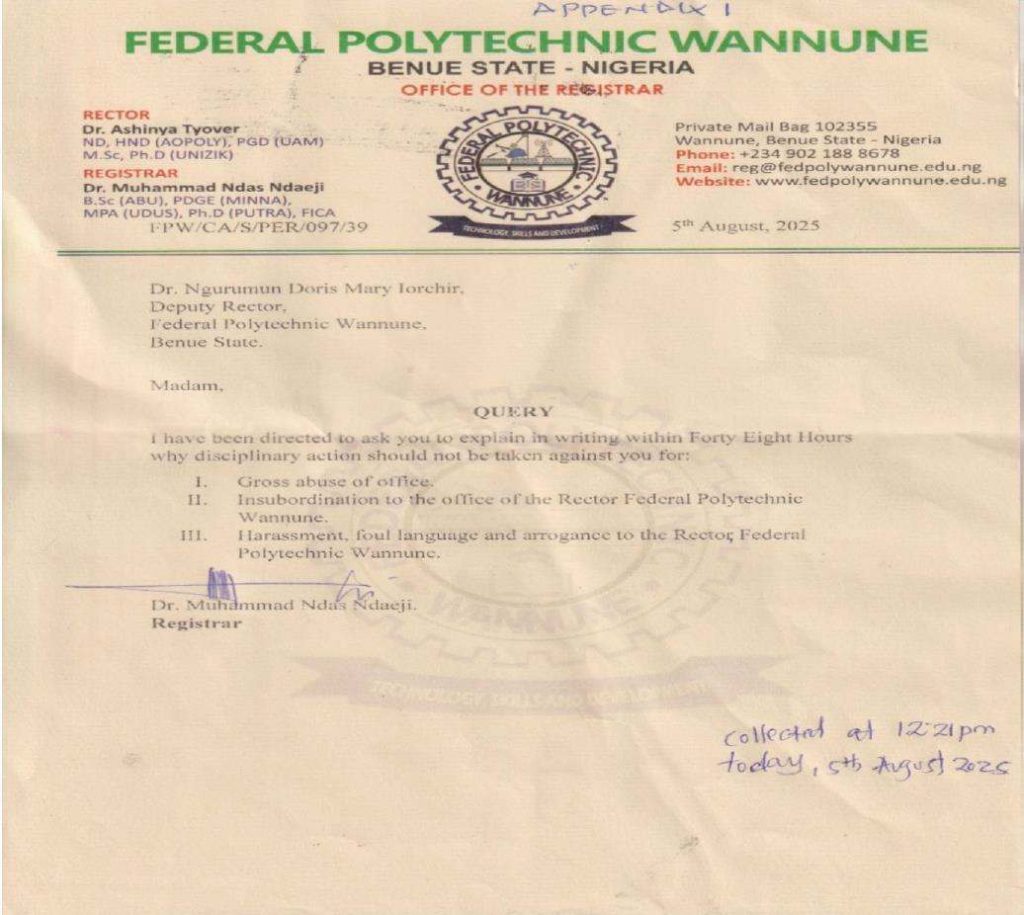 APPENDIX 1
FEDERAL POLYTECHNIC WANNUNE
BENUE STATE - NIGERIA
OFFICE OF THE REGISTRAR
RECTOR
Dr. Ashinya Tyover
ND, HND (AOPOLY), PGD (UAM)
M.Sc, Ph.D (UNIZIK)
REGISTRAR
Dr. Muhammad Ndas Ndaeji
B.Sc (ABU), PDGE (MINNA),
MPA (UDUS), Ph.D (PUTRA), FICA
FPW/CA/S/PER/097/39
FEDERAL POLYTECHNIC
WANNUNE
TECHNOLOGY, SKILLS AND DEVELOPMENT
Private Mail Bag 102355
Wannune, Benue State - Nigeria
Phone: +234 902 188 8678
Email: reg@fedpolywannune.edu.ng
Website: www.fedpolywannune.edu.ng
5th August, 2025
Dr. Ngurumun Doris Mary Iorchir,
Deputy Rector,
Federal Polytechnic Wannune,
Benue State.
Madam,
QUERY
I have been directed to ask you to explain in writing within Forty Eight Hours
why disciplinary action should not be taken against you for:
I. Gross abuse of office.
II. Insubordination to the office of the Rector Federal Polytechnic
Wannune.
III. Harassment, foul language and arrogance to the Rector, Federal
Polytechnic Wannune.
Dr. Muhammad Ndas Ndaeji.
Registrar
WANNUNE
TECHNOLOGY, SKILLS AND DEVELOPMENT
collected at 12:21pm
today, 5th August 2025